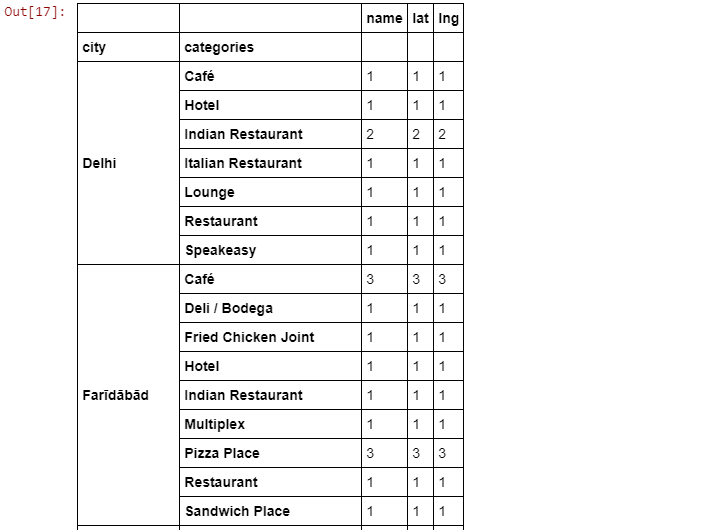 Out[17]:
name lat lng
city categories
Café 1 1 1
Hotel 1 1 1
Indian Restaurant 2 2 2
Delhi Italian Restaurant 1 1 1
Lounge 1 1 1
Restaurant 1 1 1
Speakeasy 1 1 1
Café 3 3 3
Deli / Bodega 1 1 1
Fried Chicken Joint 1 1 1
Hotel 1 1 1
Farīdābād Indian Restaurant 1 1 1
Multiplex 1 1 1
Pizza Place 3 3 3
Restaurant 1 1 1
Sandwich Place 1 1 1